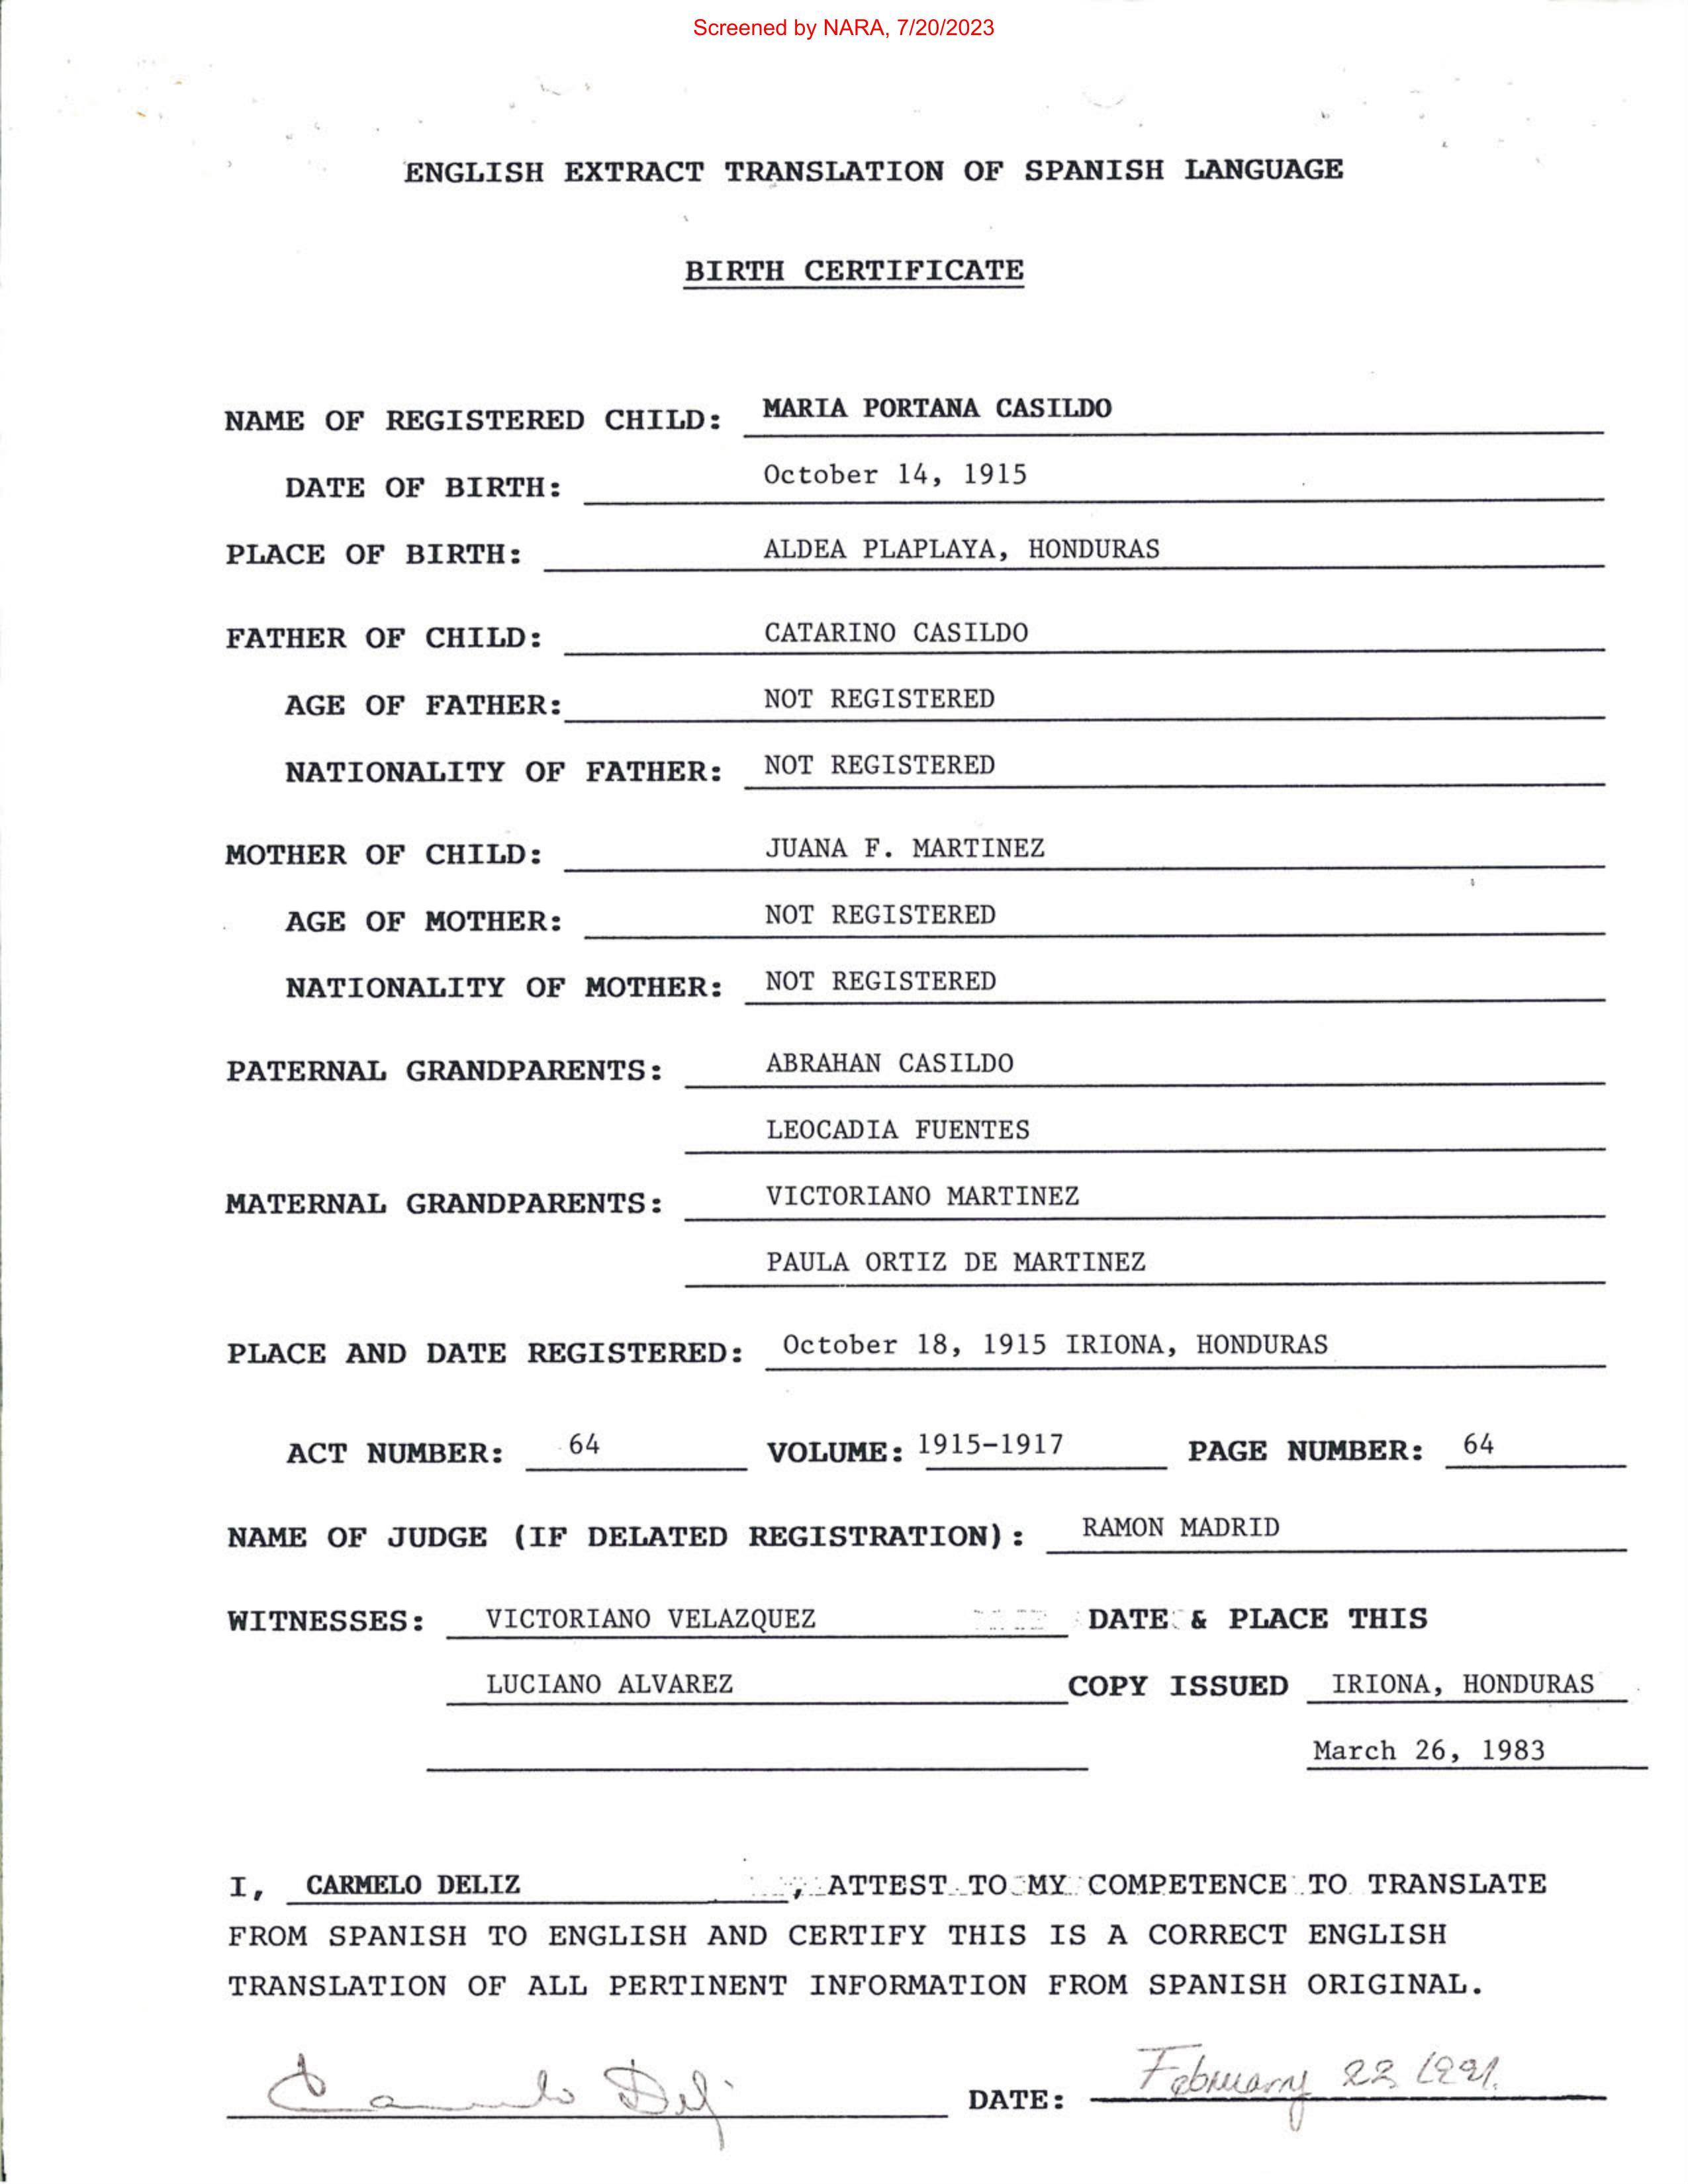 Screened by NARA, 7/20/2023
ENGLISH EXTRACT TRANSLATION OF SPANISH LANGUAGE
BIRTH CERTIFICATE
NAME OF REGISTERED CHILD: MARIA PORTANA CASILDO
DATE OF BIRTH: October 14, 1915
PLACE OF BIRTH: ALDEA PLAPLAYA, HONDURAS
FATHER OF CHILD: CATARINO CASILDO
AGE OF FATHER: NOT REGISTERED
NATIONALITY OF FATHER: NOT REGISTERED
MOTHER OF CHILD: JUANA F. MARTINEZ
AGE OF MOTHER: NOT REGISTERED
NATIONALITY OF MOTHER: NOT REGISTERED
PATERNAL GRANDPARENTS: ABRAHAN CASILDO
LEOCADIA FUENTES
MATERNAL GRANDPARENTS: VICTORIANO MARTINEZ
PAULA ORTIZ DE MARTINEZ
PLACE AND DATE REGISTERED: October 18, 1915 IRIONA, HONDURAS
ACT NUMBER: 64 VOLUME: 1915-1917 PAGE NUMBER: 64
NAME OF JUDGE (IF DELATED REGISTRATION): RAMON MADRID
WITNESSES: VICTORIANO VELAZQUEZ DATE & PLACE THIS
LUCIANO ALVAREZ COPY ISSUED IRIONA, HONDURAS
March 26, 1983
I, CARMELO DELIZ, ATTEST TO MY COMPETENCE TO TRANSLATE
FROM SPANISH TO ENGLISH AND CERTIFY THIS IS A CORRECT ENGLISH
TRANSLATION OF ALL PERTINENT INFORMATION FROM SPANISH ORIGINAL.
Carmelo Deliz DATE: February 22 1991.